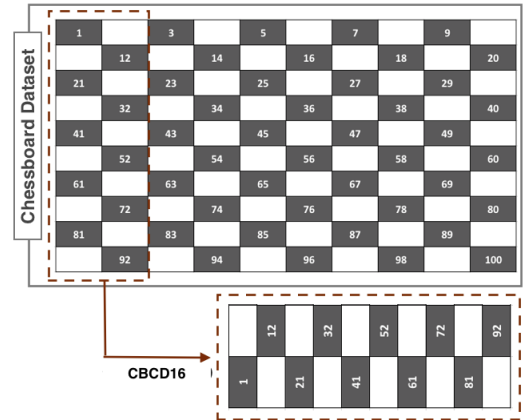 Chessboard Dataset
1 3 5 7 9
12 14 16 18 20
21 23 25 27 29
32 34 36 38 40
41 43 45 47 49
52 54 56 58 60
61 63 65 67 69
72 74 76 78 80
81 83 85 87 89
92 94 96 98 100
CBCD16
12 32 52 72 92
1 21 41 61 81